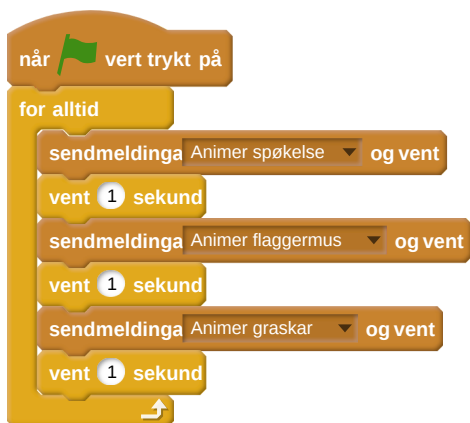 når vert trykt på
for alltid
sendmeldinga Animer spøkelse og vent
vent 1 sekund
sendmeldinga Animer flaggermus og vent
vent 1 sekund
sendmeldinga Animer graskar og vent
vent 1 sekund